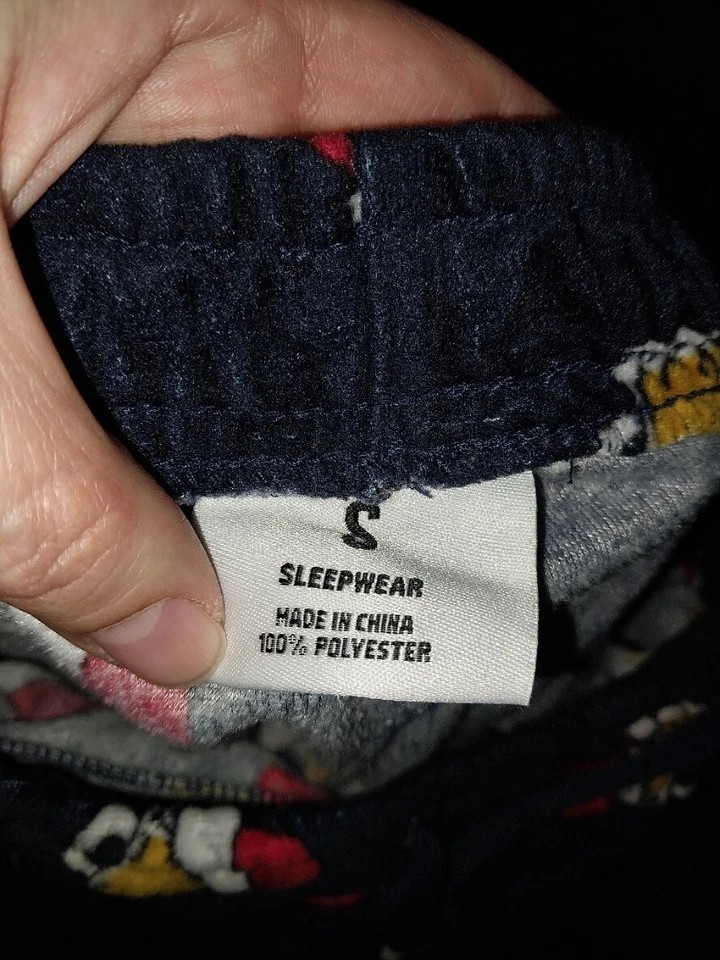 S
SLEEPWEAR
MADE IN CHINA
100% POLYESTER